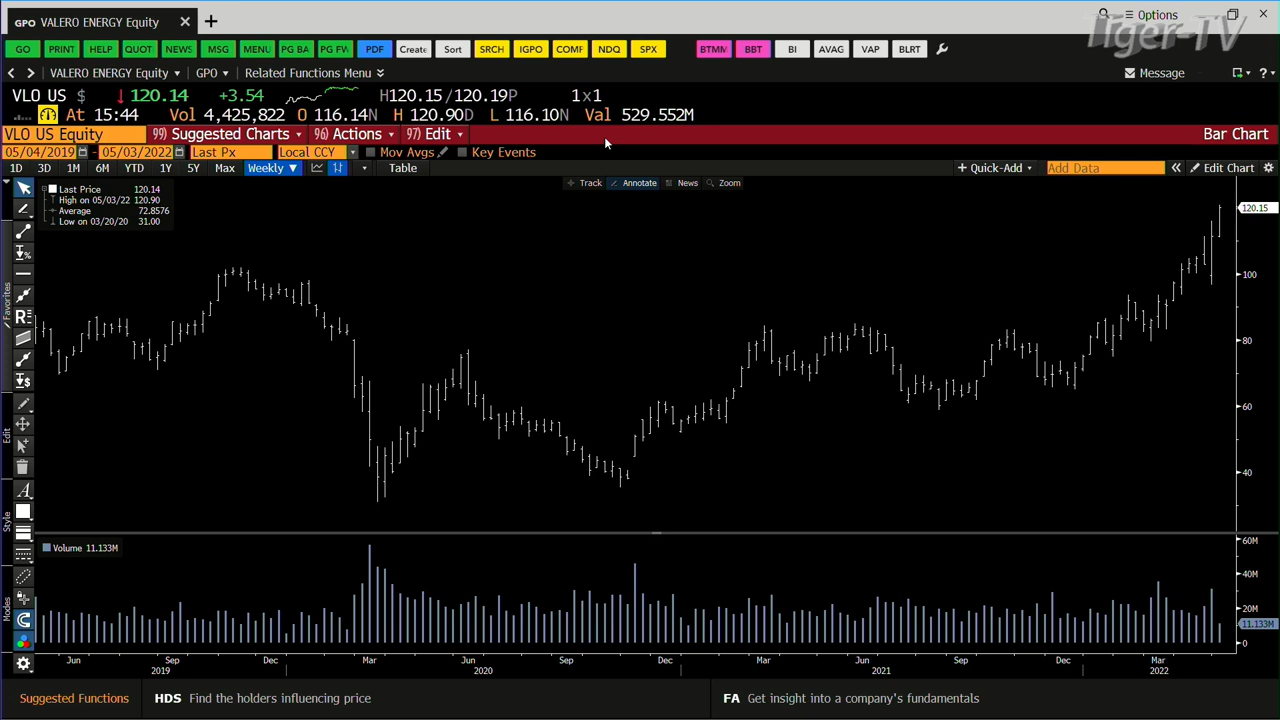 GPO VALERO ENERGY Equity × +
Options
Tiger-TV
GO PRINT HELP QUOT NEWS MSG MENU PG BA PG FV PDF Create Sort SRCH IGPO COMF NDQ SPX BTMM BBT BI AVAG VAP BLRT
VALERO ENERGY Equity GPO Related Functions Menu Message ?
VLO US $ ↓120.14 +3.54 H120.15/120.19P 1x1
At 15:44 Vol 4,425,822 O 116.14N H 120.90D L 116.10N Val 529.552M
VLO US Equity 99) Suggested Charts 96) Actions 97) Edit Bar Chart
05/04/2019 - 05/03/2022 Last Px Local CCY Mov Avgs Key Events
1D 3D 1M 6M YTD 1Y 5Y Max Weekly ▼ Table + Quick-Add Add Data « Edit Chart
Track Annotate News Zoom
Last Price 120.14
High on 05/03/22 120.90
Average 72.8576
Low on 03/20/20 31.00
120.15
100
80
60
40
Favorites
Edit
Style
Modes
Volume 11.133M
60M
40M
20M
11.133M
0
Jun Sep Dec Mar Jun Sep Dec Mar Jun Sep Dec Mar
2019 2020 2021 2022
Suggested Functions HDS Find the holders influencing price FA Get insight into a company's fundamentals